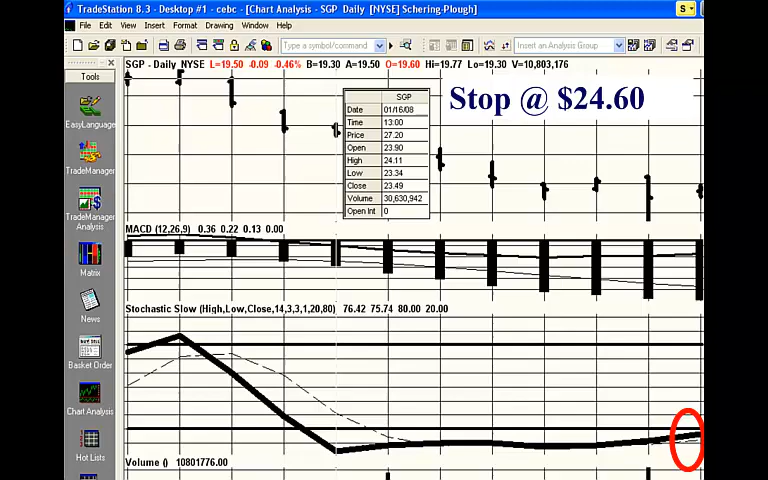 TradeStation 8.3 - Desktop #1 - cebc - [Chart Analysis - SGP Daily [NYSE] Schering-Plough]
S
File Edit View Insert Format Drawing Window Help
Type a symbol/command
Insert an Analysis Group
Tools
SGP - Daily NYSE L=19.50 -0.09 -0.46% B=19.30 A=19.50 O=19.60 Hi=19.77 Lo=19.30 V=10,803,176
Stop @ $24.60
SGP
Date 01/16/08
Time 13:00
Price 27.20
Open 23.90
High 24.11
Low 23.34
Close 23.49
Volume 30,630,942
Open Int 0
EasyLanguage
TradeManager
TradeManager
Analysis
Matrix
News
Basket Order
Chart Analysis
Hot Lists
MACD (12,26,9) 0.36 0.22 0.13 0.00
Stochastic Slow (High,Low,Close,14,3,3,1,20,80) 76.42 75.74 80.00 20.00
Volume () 10801776.00